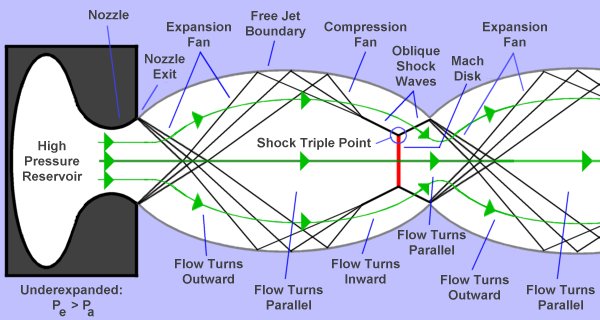 Nozzle
Expansion
Fan
Free Jet
Boundary
Compression
Fan
Expansion
Fan
Nozzle
Exit
Oblique
Shock
Waves
Mach
Disk
High
Pressure
Reservoir
Shock Triple Point
Flow Turns
Parallel
Flow Turns
Outward
Flow Turns
Inward
Flow Turns
Outward
Flow Turns
Parallel
Flow Turns
Parallel
Underexpanded:
Pe > Pa